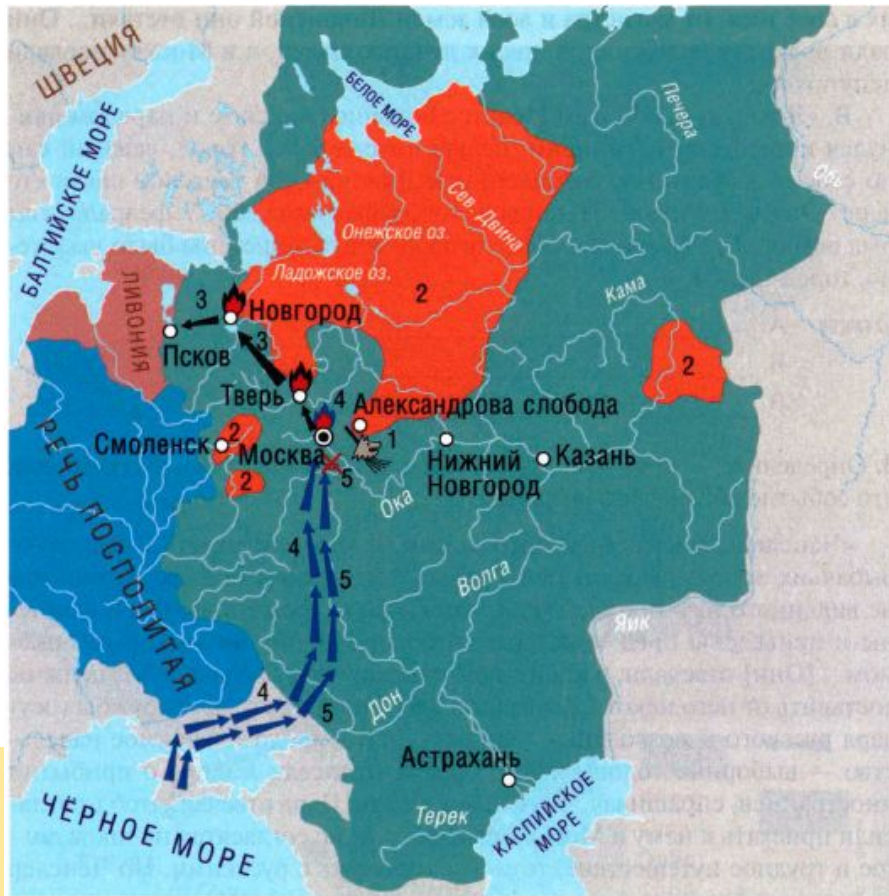 ШВЕЦИЯ
БАЛТИЙСКОЕ МОРЕ
БЕЛОЕ МОРЕ
Печера
Обь
Сев. Двина
Онежское оз.
Ладожское оз.
2
Кама
ЛИВОНИЯ
3
Новгород
3
Псков
2
Тверь
4
Александрова слобода
1
Смоленск
2
Москва
5
Нижний
Новгород
Казань
2
Ока
РЕЧЬ ПОСПОЛИТАЯ
4
5
Волга
Яик
4
5
Дон
Астрахань
ЧЁРНОЕ МОРЕ
Терек
КАСПИЙСКОЕ
МОРЕ